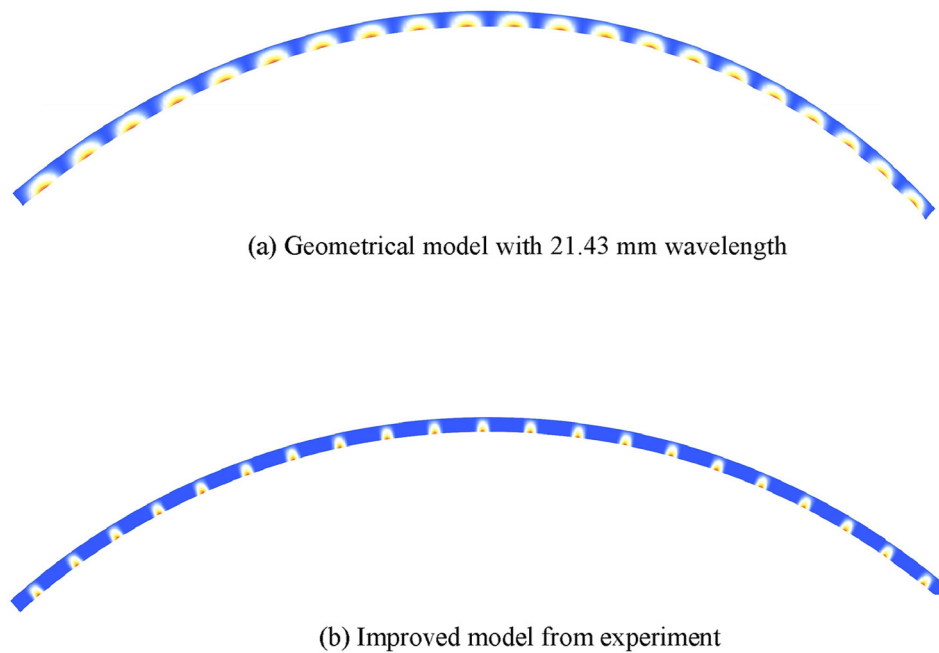 (a) Geometrical model with 21.43 mm wavelength
(b) Improved model from experiment